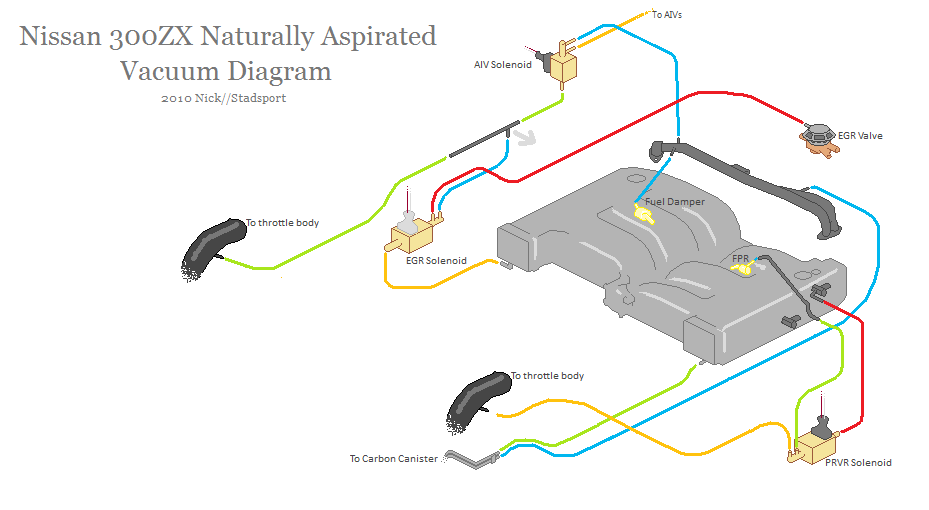 Nissan 300ZX Naturally Aspirated
Vacuum Diagram
2010 Nick//Stadsport
To AIVs
AIV Solenoid
EGR Valve
Fuel Damper
To throttle body
EGR Solenoid
FPR
To throttle body
To Carbon Canister
PRVR Solenoid